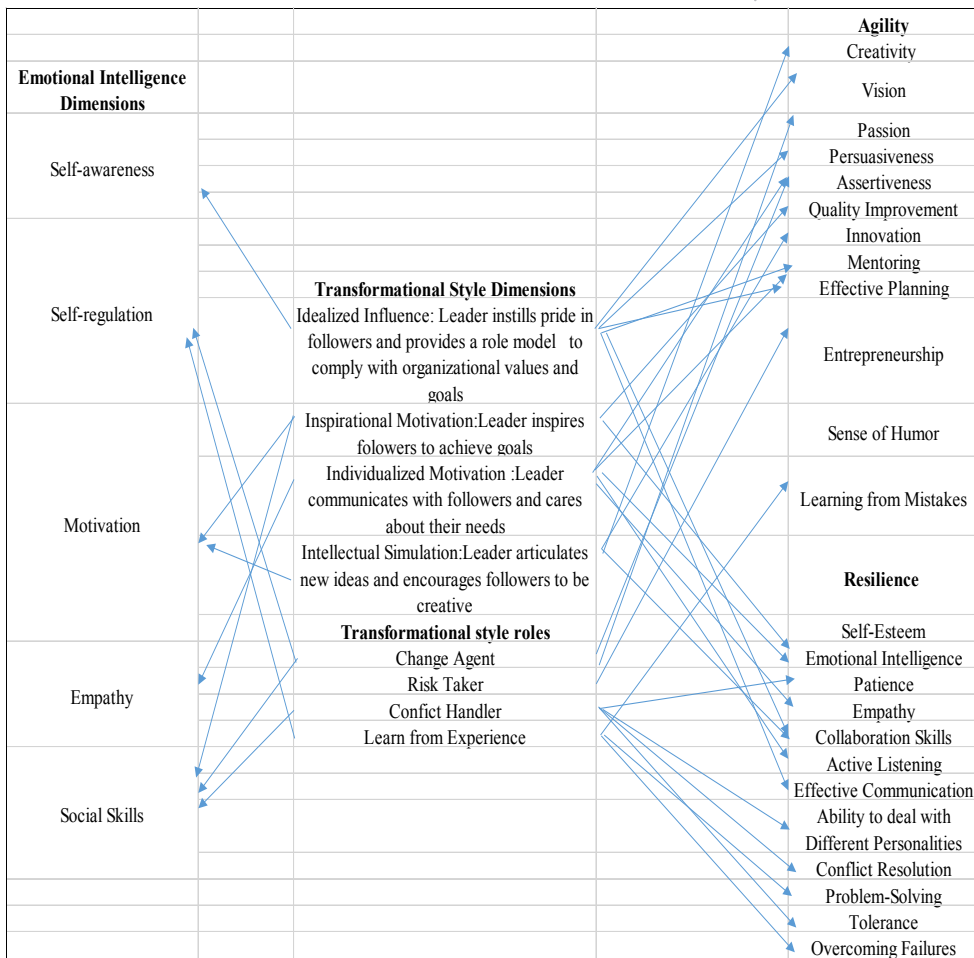 Emotional Intelligence
Dimensions
Self-awareness
Self-regulation
Motivation
Empathy
Social Skills
Transformational Style Dimensions
Idealized Influence: Leader instills pride in
followers and provides a role model to
comply with organizational values and
goals
Inspirational Motivation:Leader inspires
folowers to achieve goals
Individualized Motivation :Leader
communicates with followers and cares
about their needs
Intellectual Simulation:Leader articulates
new ideas and encourages followers to be
creative
Transformational style roles
Change Agent
Risk Taker
Confict Handler
Learn from Experience
Agility
Creativity
Vision
Passion
Persuasiveness
Assertiveness
Quality Improvement
Innovation
Mentoring
Effective Planning
Entrepreneurship
Sense of Humor
Learning from Mistakes
Resilience
Self-Esteem
Emotional Intelligence
Patience
Empathy
Collaboration Skills
Active Listening
Effective Communication
Ability to deal with
Different Personalities
Conflict Resolution
Problem-Solving
Tolerance
Overcoming Failures